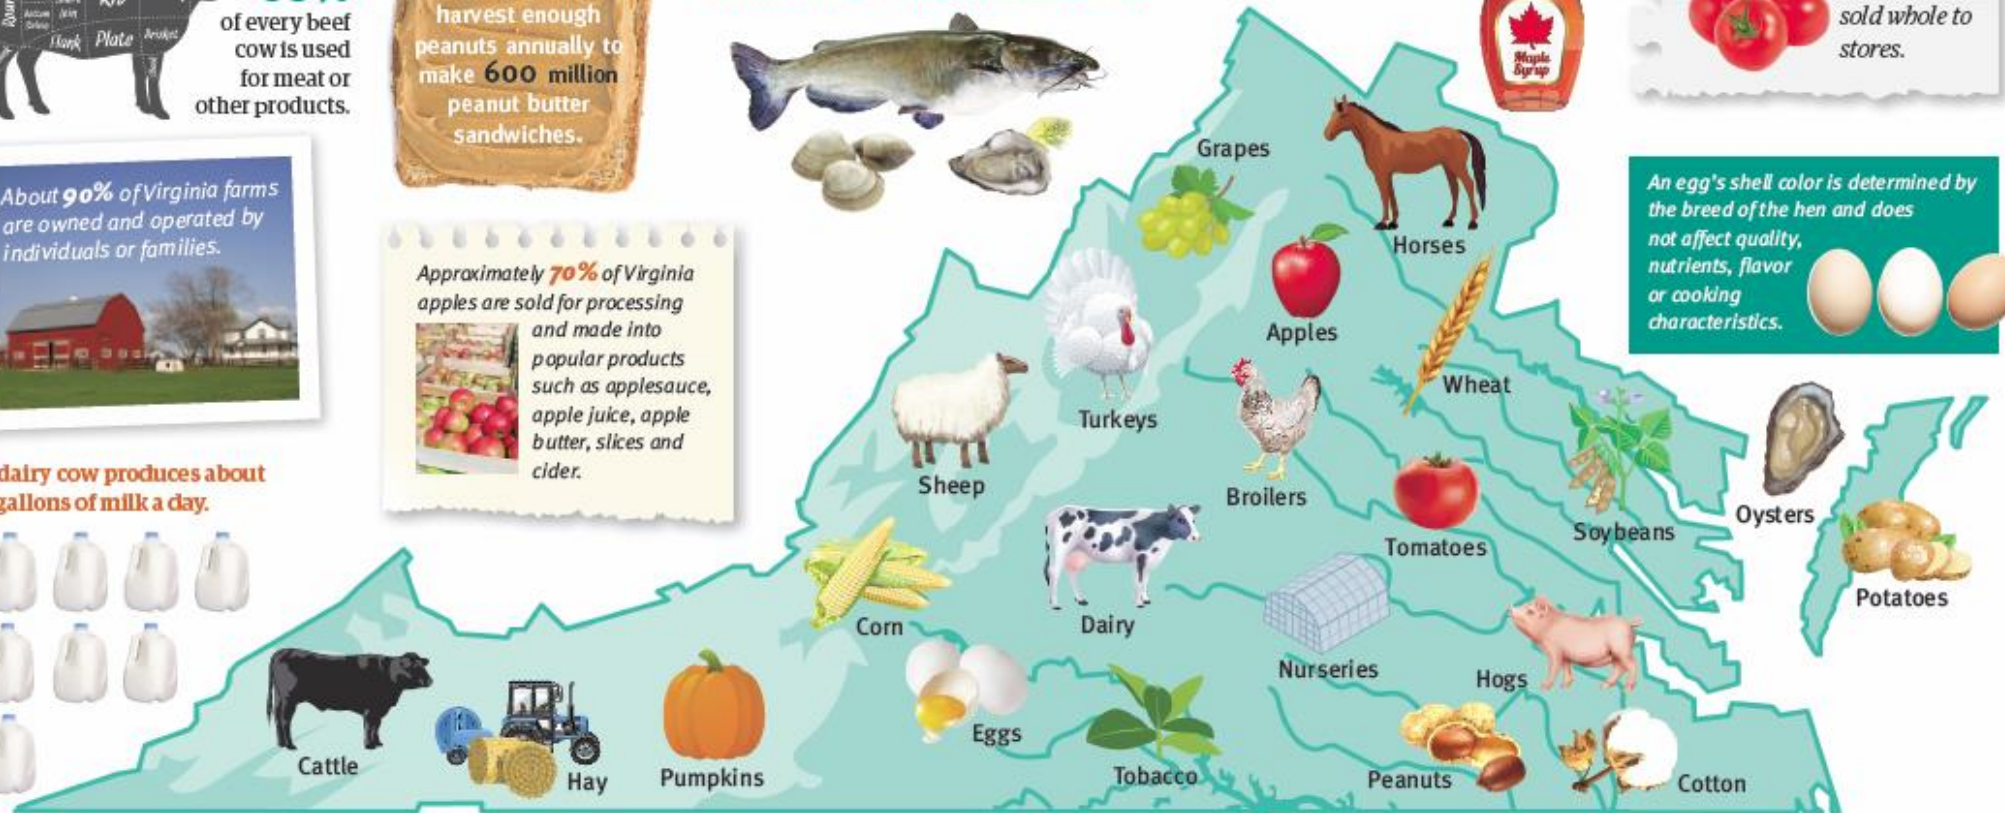 Rib
Flank Plate Brisket
of every beef
cow is used
for meat or
other products.
harvest enough
peanuts annually to
make 600 million
peanut butter
sandwiches.
Maple
Syrup
sold whole to
stores.
About 90% of Virginia farms
are owned and operated by
individuals or families.
Approximately 70% of Virginia
apples are sold for processing
and made into
popular products
such as applesauce,
apple juice, apple
butter, slices and
cider.
An egg's shell color is determined by
the breed of the hen and does
not affect quality,
nutrients, flavor
or cooking
characteristics.
dairy cow produces about
gallons of milk a day.
Grapes
Horses
Apples
Wheat
Turkeys
Sheep
Broilers
Tomatoes
Soybeans
Oysters
Potatoes
Corn
Dairy
Nurseries
Hogs
Eggs
Cattle
Hay
Pumpkins
Tobacco
Peanuts
Cotton